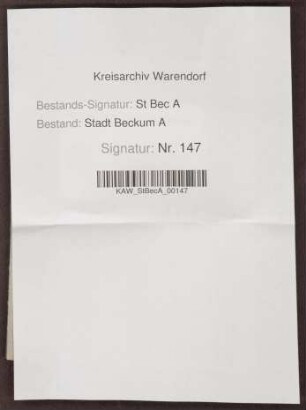 Kreisarchiv Warendorf
Bestands-Signatur: St Bec A
Bestand: Stadt Beckum A
Signatur: Nr. 147
KAW_StBecA_00147